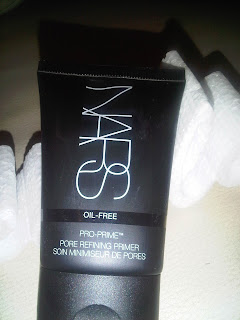 NARS
OIL-FREE
PRO-PRIME™
PORE REFINING PRIMER
SOIN MINIMISEUR DE PORES